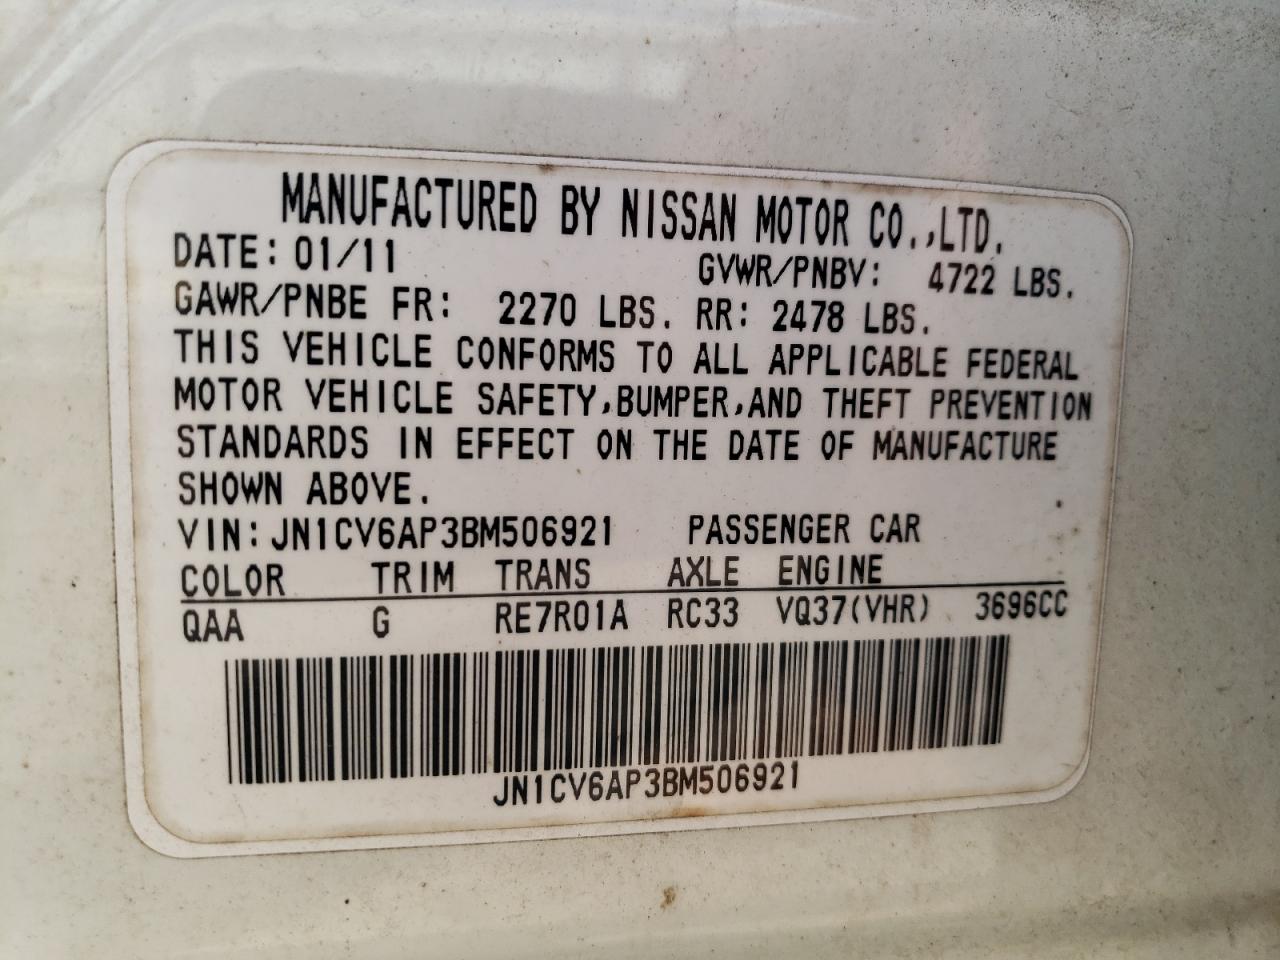 MANUFACTURED BY NISSAN MOTOR CO.,LTD.
DATE: 01/11 GVWR/PNBV: 4722 LBS.
GAWR/PNBE FR: 2270 LBS. RR: 2478 LBS.
THIS VEHICLE CONFORMS TO ALL APPLICABLE FEDERAL
MOTOR VEHICLE SAFETY,BUMPER,AND THEFT PREVENTION
STANDARDS IN EFFECT ON THE DATE OF MANUFACTURE
SHOWN ABOVE.
VIN:JN1CV6AP3BM506921 PASSENGER CAR
COLOR TRIM TRANS AXLE ENGINE
QAA G RE7R01A RC33 VQ37(VHR) 3696CC
JN1CV6AP3BM506921